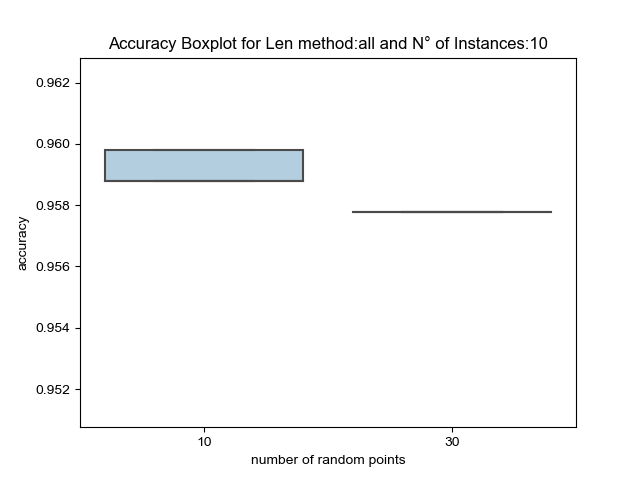 Accuracy Boxplot for Len method:all and N° of Instances:10
0.962
0.960
0.958
0.956
0.954
0.952
accuracy
10
30
number of random points